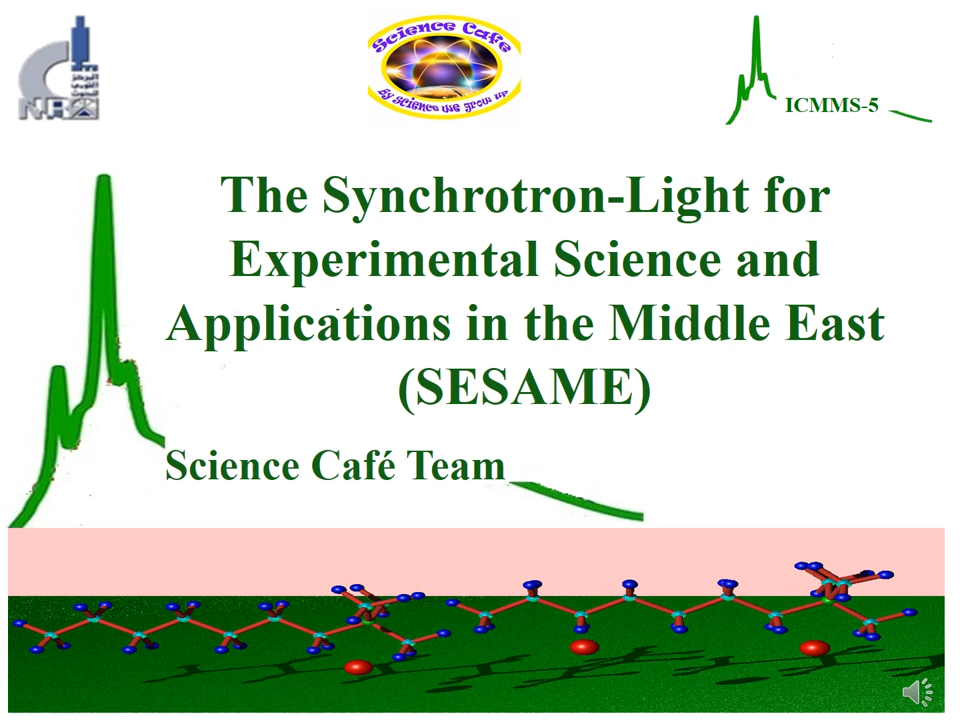 Science Cafe
By science we grow up
ICMMS-5
The Synchrotron-Light for
Experimental Science and
Applications in the Middle East
(SESAME)
Science Café Team